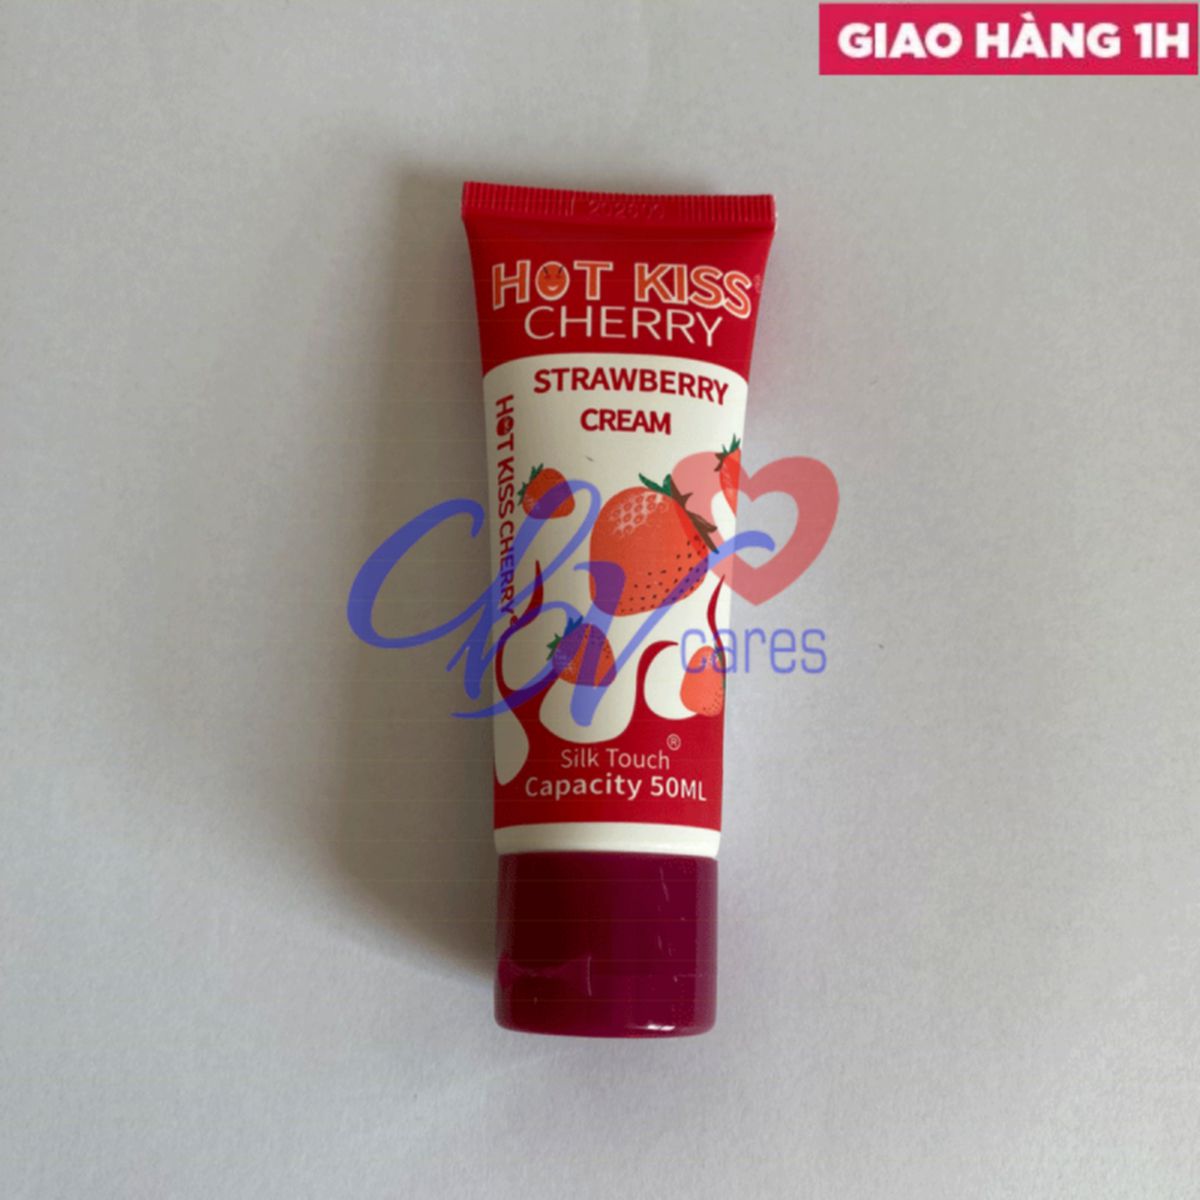 GIAO HÀNG 1H
HOT KISS
CHERRY
STRAWBERRY
CREAM
HOT KISS CHERRY®
cares
Silk Touch®
Capacity 50ML